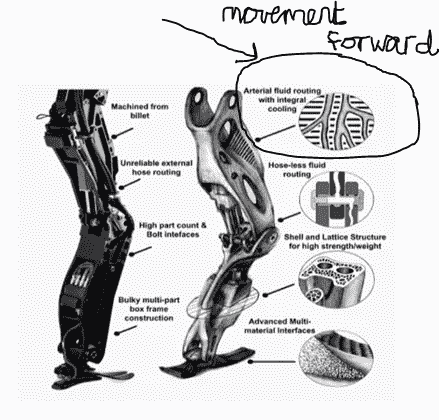 movement
forward
Arterial fluid routing
with integral
cooling
Machined from
billet
Unreliable external
hose routing
Hose-less fluid
routing
High part count &
Bolt intefaces
Shell and Lattice Structure
for high strength/weight
Bulky multi-part
box frame
construction
Advanced Multi-
material Interfaces